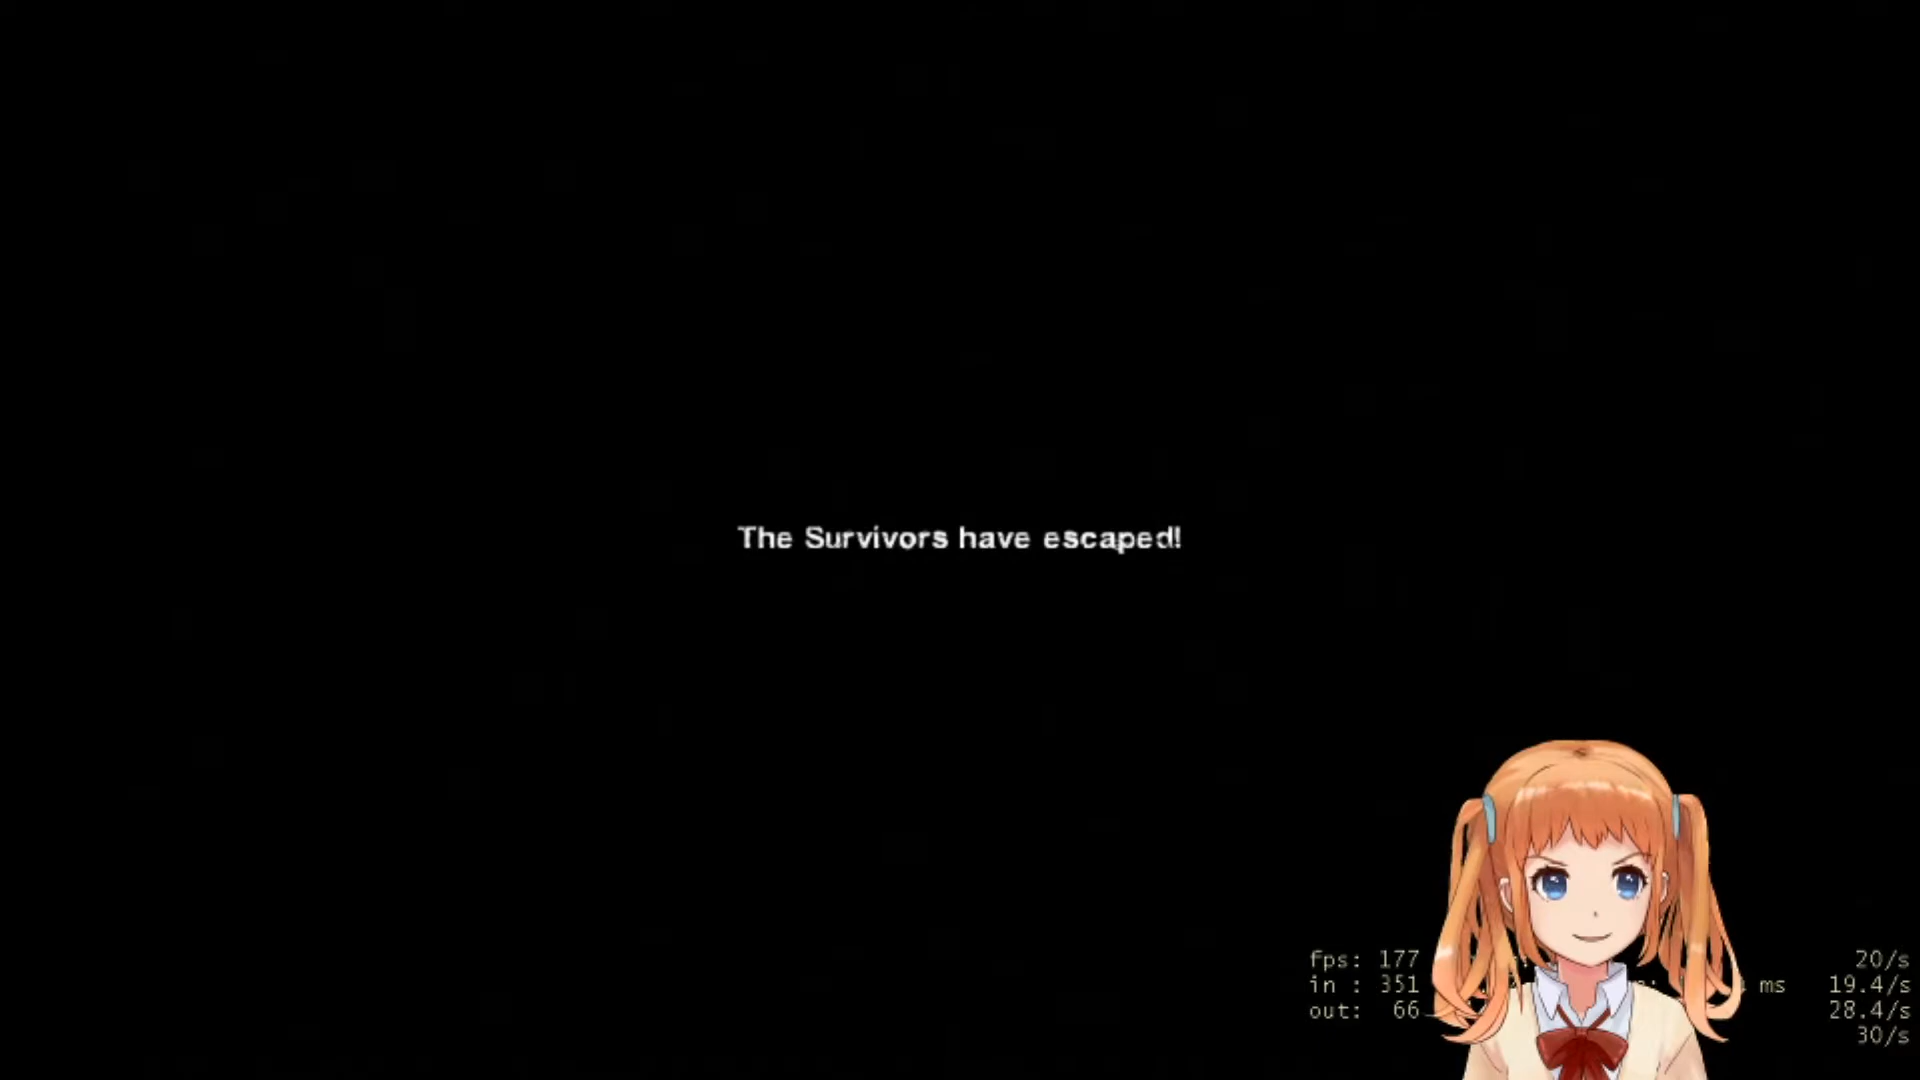 The Survivors have escaped!
fps: 177 20/s
in : 351 ms 19.4/s
out: 66 28.4/s
30/s